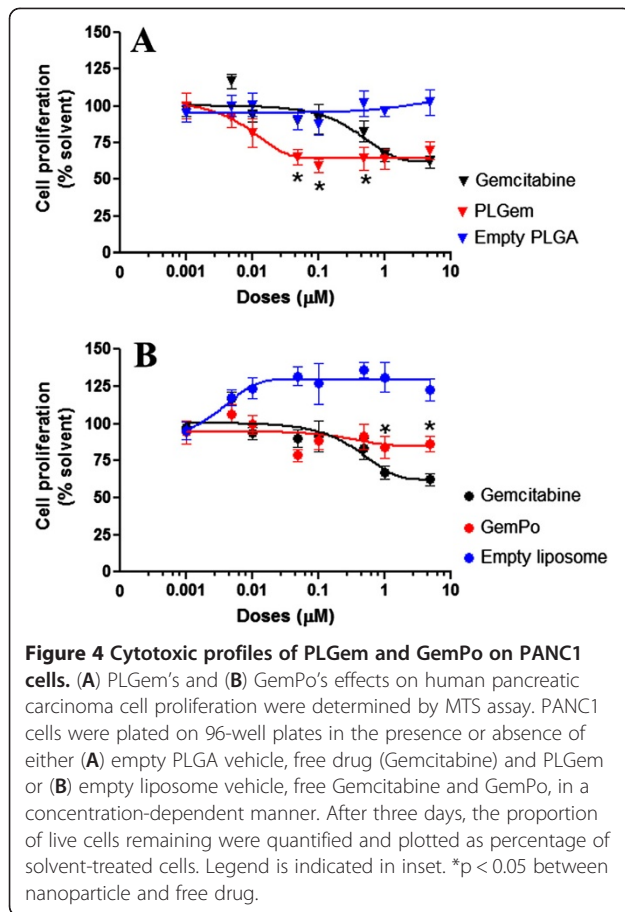 A
150
125
100
75
50
25
0
Cell proliferation
(% solvent)
*
*
*
Gemcitabine
PLGem
Empty PLGA
0
0.001
0.01
0.1
1
10
Doses (μM)
B
150
125
100
75
50
25
0
Cell proliferation
(% solvent)
*
*
Gemcitabine
GemPo
Empty liposome
0
0.001
0.01
0.1
1
10
Doses (μM)
Figure 4 Cytotoxic profiles of PLGem and GemPo on PANC1
cells. (A) PLGem's and (B) GemPo's effects on human pancreatic
carcinoma cell proliferation were determined by MTS assay. PANC1
cells were plated on 96-well plates in the presence or absence of
either (A) empty PLGA vehicle, free drug (Gemcitabine) and PLGem
or (B) empty liposome vehicle, free Gemcitabine and GemPo, in a
concentration-dependent manner. After three days, the proportion
of live cells remaining were quantified and plotted as percentage of
solvent-treated cells. Legend is indicated in inset. *p < 0.05 between
nanoparticle and free drug.